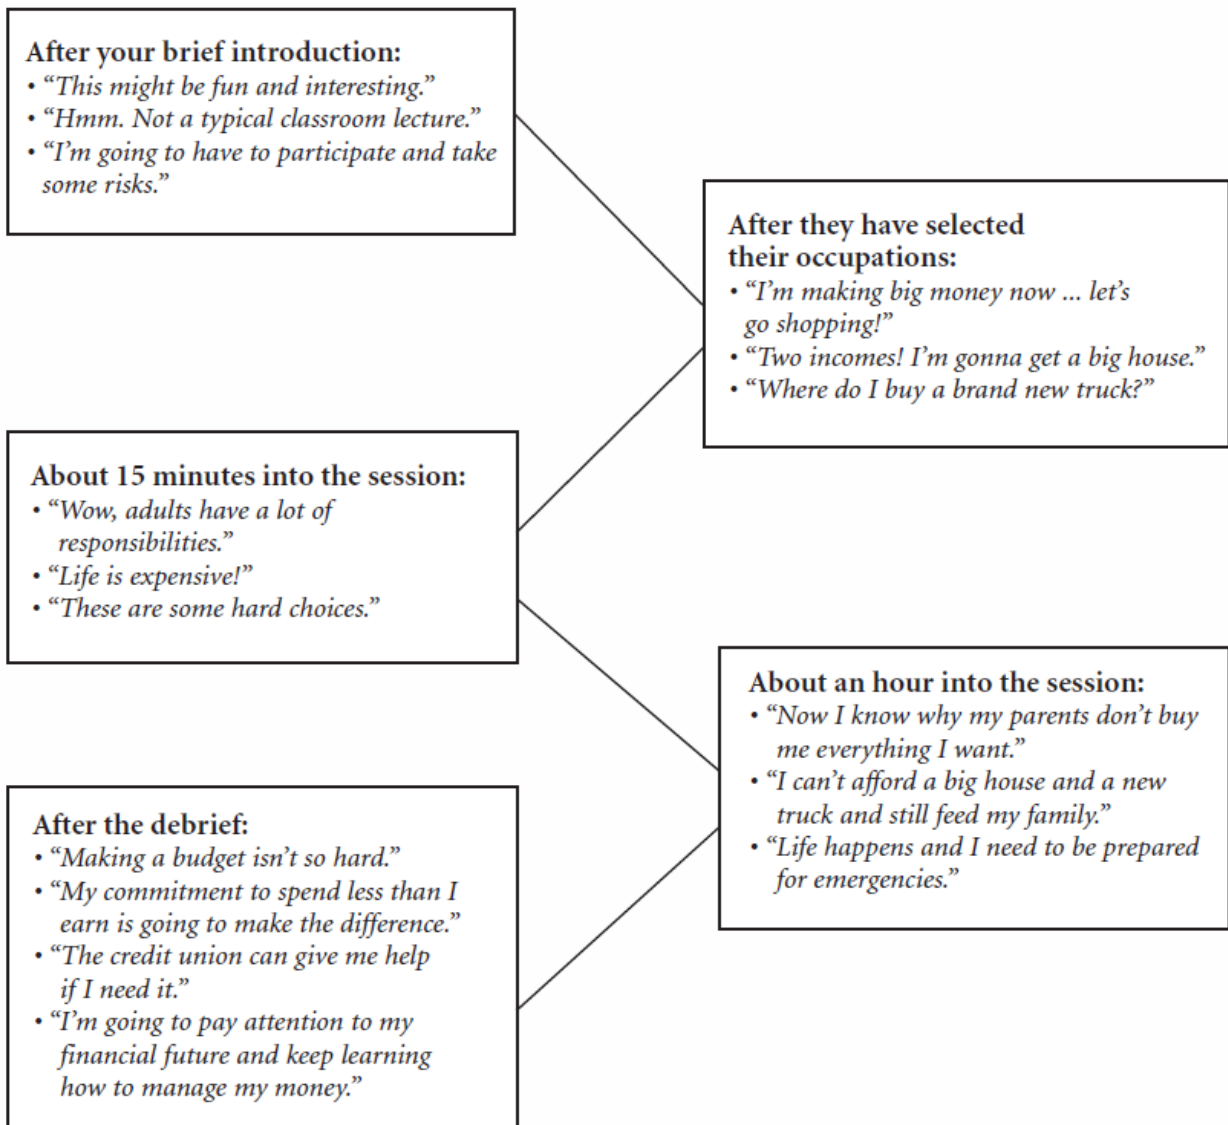 After your brief introduction:
• “This might be fun and interesting.”
• “Hmm. Not a typical classroom lecture.”
• “I’m going to have to participate and take
some risks.”
After they have selected
their occupations:
• “I’m making big money now ... let’s
go shopping!”
• “Two incomes! I’m gonna get a big house.”
• “Where do I buy a brand new truck?”
About 15 minutes into the session:
• “Wow, adults have a lot of
responsibilities.”
• “Life is expensive!”
• “These are some hard choices.”
About an hour into the session:
• “Now I know why my parents don’t buy
me everything I want.”
• “I can’t afford a big house and a new
truck and still feed my family.”
• “Life happens and I need to be prepared
for emergencies.”
After the debrief:
• “Making a budget isn’t so hard.”
• “My commitment to spend less than I
earn is going to make the difference.”
• “The credit union can give me help
if I need it.”
• “I’m going to pay attention to my
financial future and keep learning
how to manage my money.”